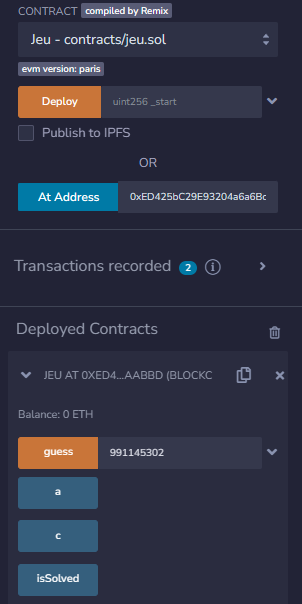 CONTRACT compiled by Remix
Jeu - contracts/jeu.sol
evm version: paris
Deploy uint256 _start
Publish to IPFS
OR
At Address 0xED425bC29E93204a6a6Bc
Transactions recorded 2 i
Deployed Contracts
JEU AT 0XED4...AABBD (BLOCKC
Balance: 0 ETH
guess 991145302
a
c
isSolved